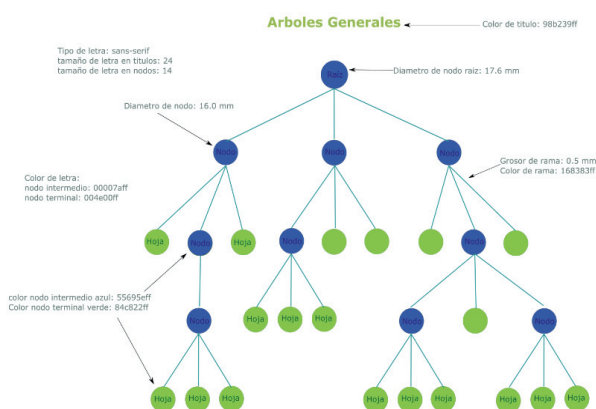 Arboles Generales
Color de titulo: 98b239ff
Tipo de letra: sans-serif
tamaño de letra en titulos: 24
tamaño de letra en nodos: 14
Raiz
Diametro de nodo raiz: 17.6 mm
Diametro de nodo: 16.0 mm
Nodo
Nodo
Nodo
Grosor de rama: 0.5 mm
Color de rama: 168383ff
Color de letra:
nodo intermedio: 00007aff
nodo terminal: 004e00ff
Hoja
Nodo
Hoja
Nodo
Nodo
color nodo intermedio azul: 55695eff
Color nodo terminal verde: 84c822ff
Nodo
Hoja
Hoja
Hoja
Nodo
Nodo
Hoja
Hoja
Hoja
Hoja
Hoja
Hoja
Hoja
Hoja
Hoja